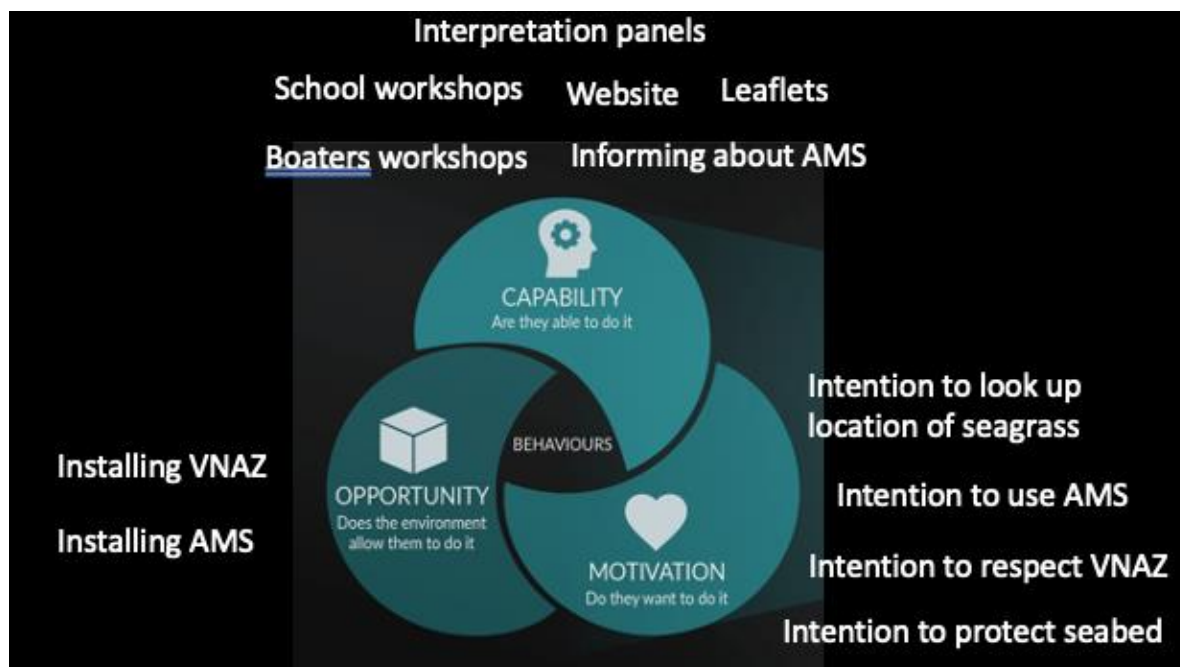 Interpretation panels
School workshops
Website
Leaflets
Boaters workshops
Informing about AMS
CAPABILITY
Are they able to do it
Intention to look up
location of seagrass
BEHAVIOURS
Installing VNAZ
OPPORTUNITY
Does the environment
allow them to do it
Installing AMS
Intention to use AMS
MOTIVATION
Do they want to do it
Intention to respect VNAZ
Intention to protect seabed